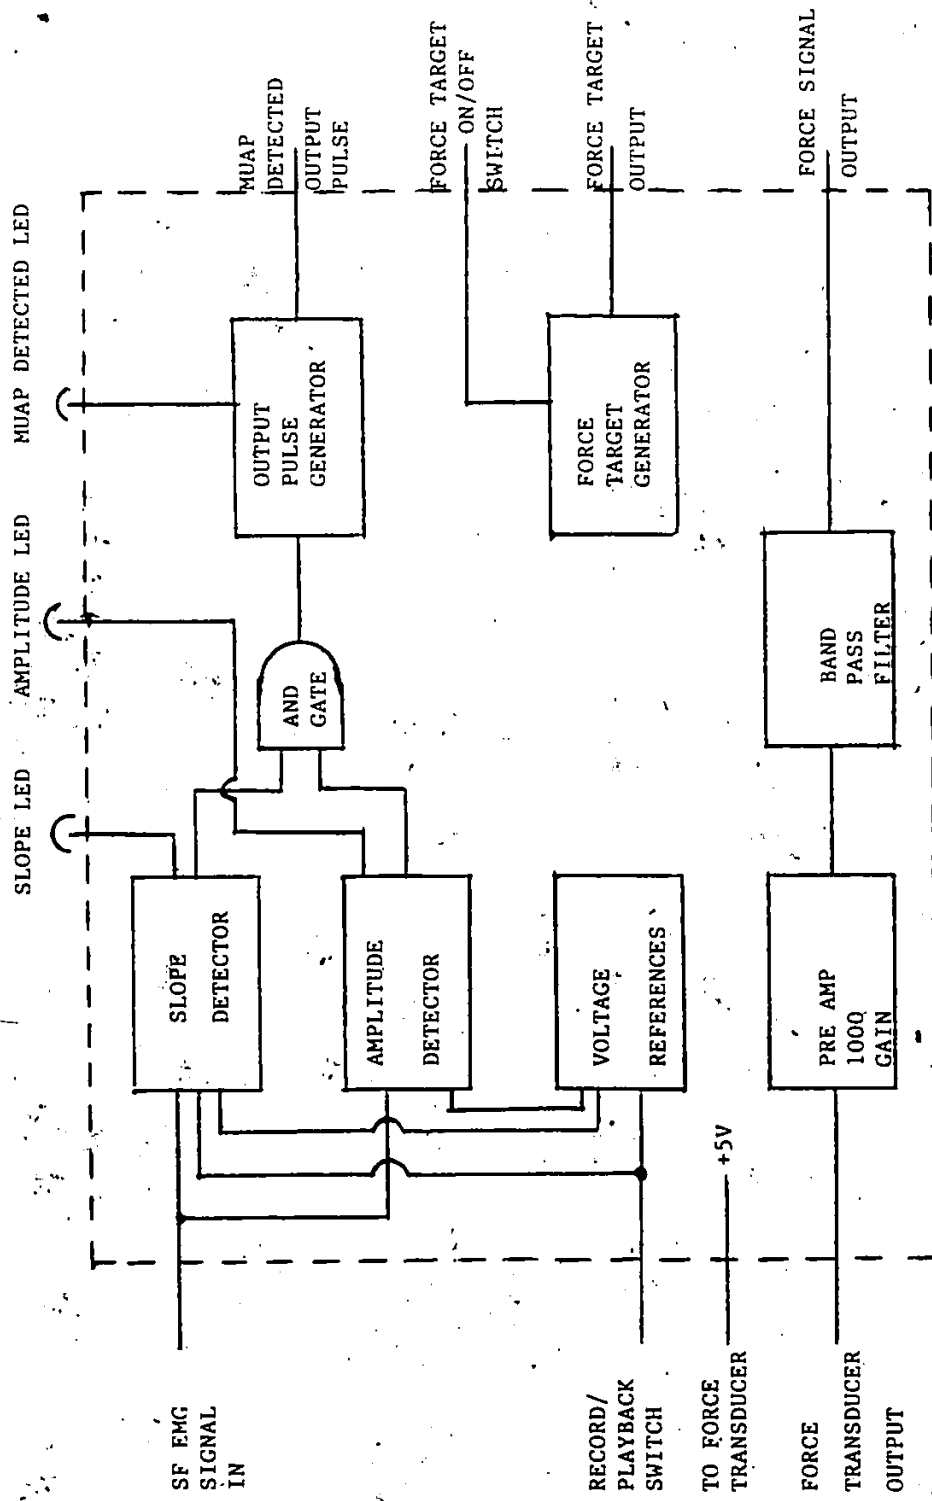 SLOPE LED
AMPLITUDE LED
MUAP DETECTED LED
SF EMG
SIGNAL
IN
SLOPE
DETECTOR
AND
GATE
OUTPUT
PULSE
GENERATOR
MUAP
DETECTED
OUTPUT
PULSE
AMPLITUDE
DETECTOR
FORCE TARGET
ON/OFF
SWITCH
RECORD/
PLAYBACK
SWITCH
VOLTAGE
REFERENCES
FORCE
TARGET
GENERATOR
FORCE TARGET
OUTPUT
TO FORCE
TRANSDUCER
+5V
FORCE
TRANSDUCER
OUTPUT
PRE AMP
1000
GAIN
BAND
PASS
FILTER
FORCE SIGNAL
OUTPUT